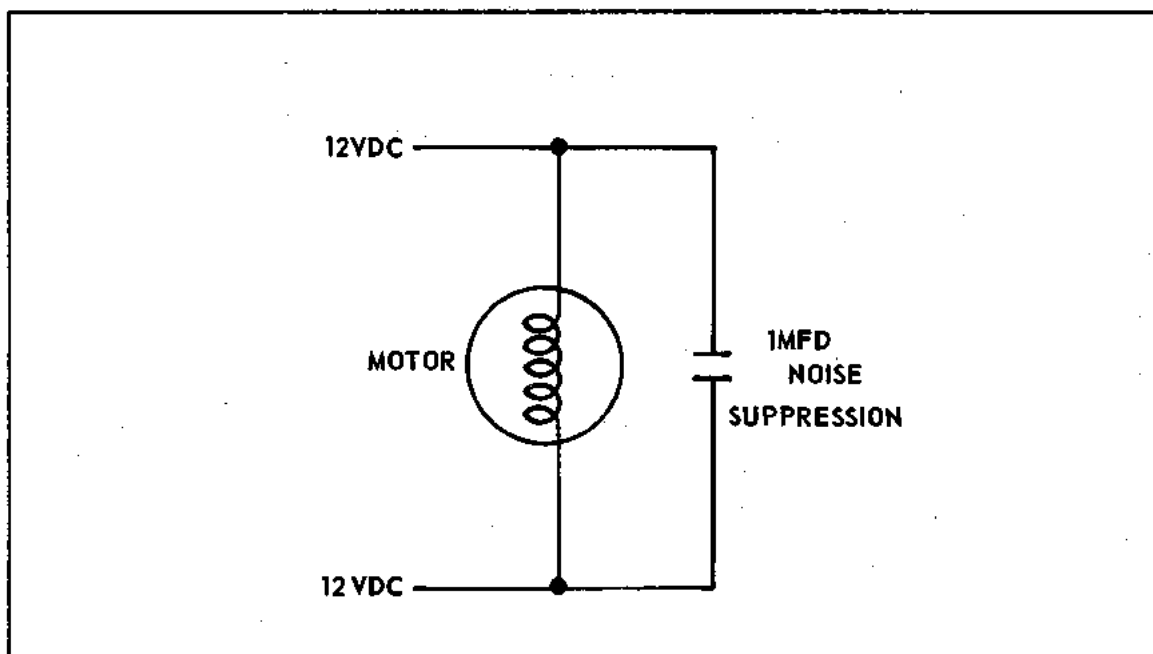 12VDC
MOTOR
1MFD
NOISE
SUPPRESSION
12 VDC